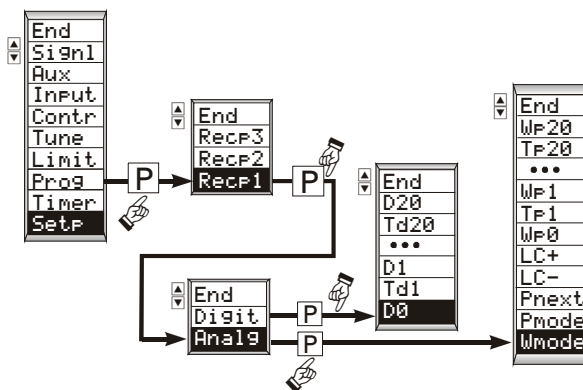 End
Signl
Aux
Input
Contr
Tune
Limit
Prog
Timer
Setp
P
End
Recp3
Recp2
Recp1
P
End
Digit
Analg
P
P
End
D20
Td20
•••
D1
Td1
D0
End
Wp20
Tp20
•••
Wp1
Tp1
Wp0
LC+
LC-
Pnext
Pmode
Wmode